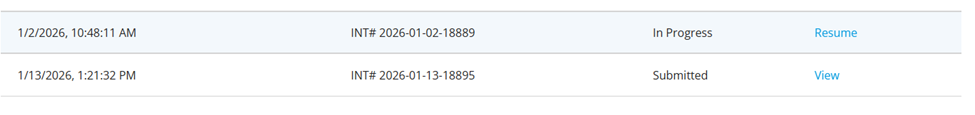 1/2/2026, 10:48:11 AM INT# 2026-01-02-18889 In Progress Resume
1/13/2026, 1:21:32 PM INT# 2026-01-13-18895 Submitted View